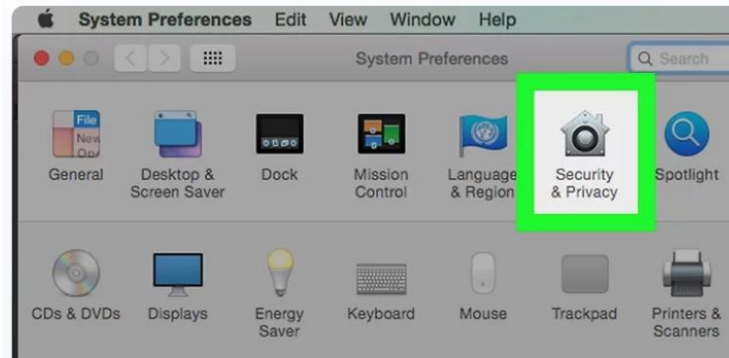 System Preferences Edit View Window Help
System Preferences
Search
File
New
Ope
General
Desktop &
Screen Saver
Dock
Mission
Control
Language
& Region
Security
& Privacy
Spotlight
CDs & DVDs
Displays
Energy
Saver
Keyboard
Mouse
Trackpad
Printers &
Scanners